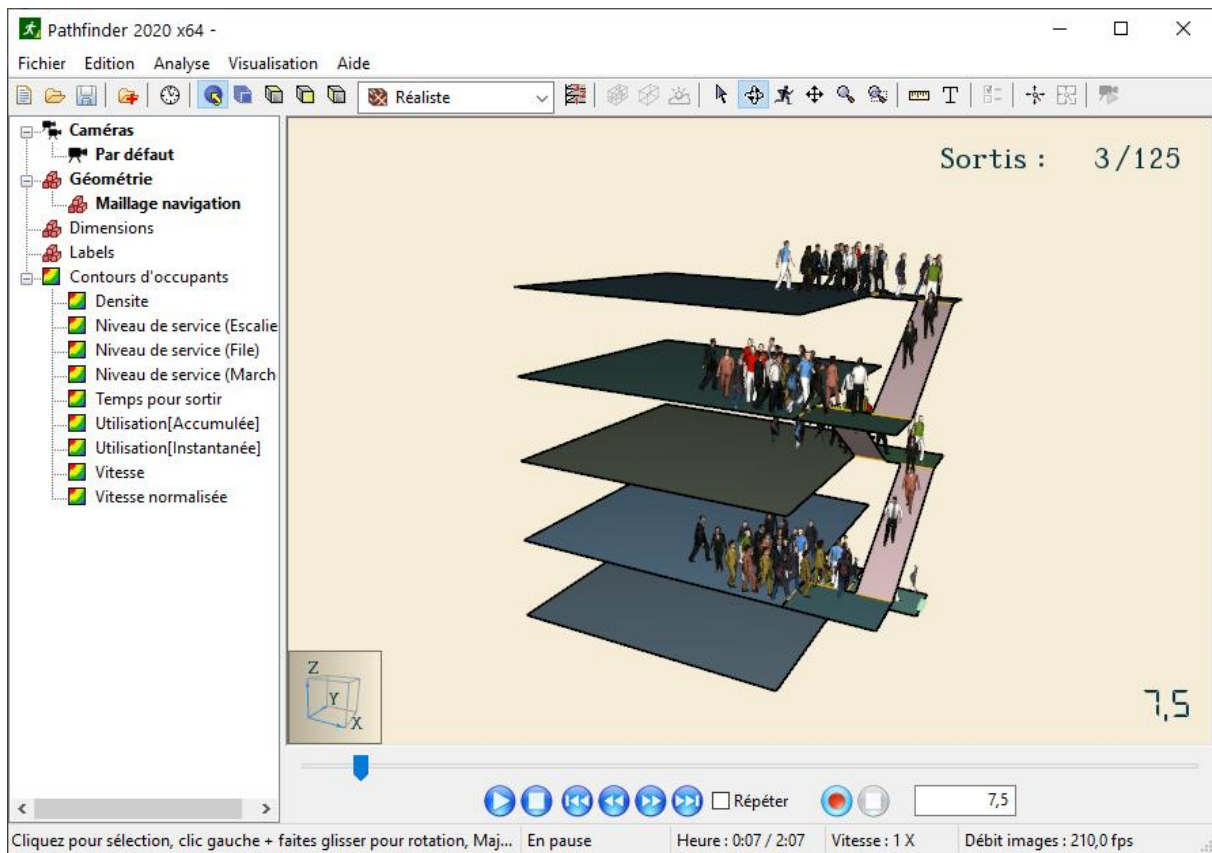 Pathfinder 2020 x64 -
Fichier Edition Analyse Visualisation Aide
Réaliste
Caméras
Par défaut
Géométrie
Maillage navigation
Dimensions
Labels
Contours d'occupants
Densite
Niveau de service (Escalie
Niveau de service (File)
Niveau de service (March
Temps pour sortir
Utilisation[Accumulée]
Utilisation[Instantanée]
Vitesse
Vitesse normalisée
Sortis : 3/125
Z
Y
X
7,5
Répéter
7,5
Cliquez pour sélection, clic gauche + faites glisser pour rotation, Maj... En pause Heure : 0:07 / 2:07 Vitesse : 1 X Débit images : 210,0 fps